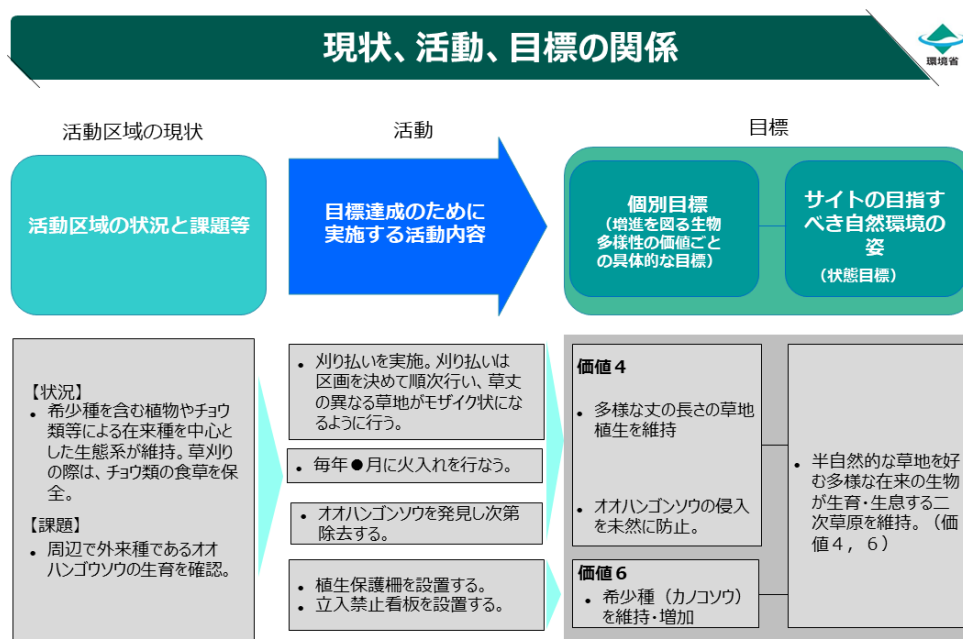 現状、活動、目標の関係
環境省
活動区域の現状
活動
目標
活動区域の状況と課題等
目標達成のために
実施する活動内容
個別目標
(増進を図る生物
多様性の価値ごと
の具体的な目標)
サイトの目指す
べき自然環境の
姿
(状態目標)
【状況】
• 希少種を含む植物やチョウ
類等による在来種を中心と
した生態系が維持。草刈り
の際は、チョウ類の食草を保
全。
【課題】
• 周辺で外来種であるオオ
ハンゴウソウの生育を確認。
• 刈り払いを実施。刈り払いは
区画を決めて順次行い、草丈
の異なる草地がモザイク状にな
るように行う。
• 毎年●月に火入れを行なう。
• オオハンゴンソウを発見し次第
除去する。
• 植生保護柵を設置する。
• 立入禁止看板を設置する。
価値4
• 多様な丈の長さの草地
植生を維持
• オオハンゴンソウの侵入
を未然に防止。
価値6
• 希少種（カノコソウ）
を維持・増加
• 半自然的な草地を好
む多様な在来の生物
が生育・生息する二
次草原を維持。（価
値4，6）